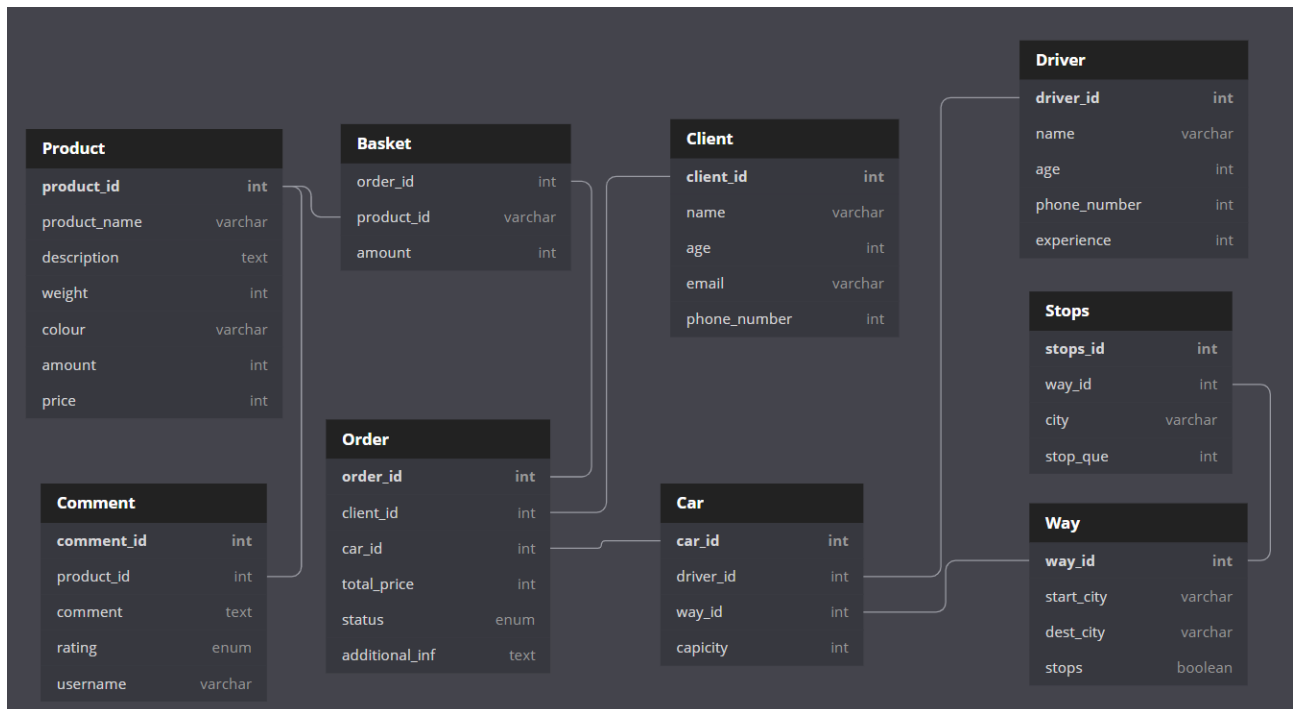 Product
product_id int
product_name varchar
description text
weight int
colour varchar
amount int
price int
Basket
order_id int
product_id varchar
amount int
Client
client_id int
name varchar
age int
email varchar
phone_number int
Driver
driver_id int
name varchar
age int
phone_number int
experience int
Stops
stops_id int
way_id int
city varchar
stop_que int
Comment
comment_id int
product_id int
comment text
rating enum
username varchar
Order
order_id int
client_id int
car_id int
total_price int
status enum
additional_inf text
Car
car_id int
driver_id int
way_id int
capicity int
Way
way_id int
start_city varchar
dest_city varchar
stops boolean